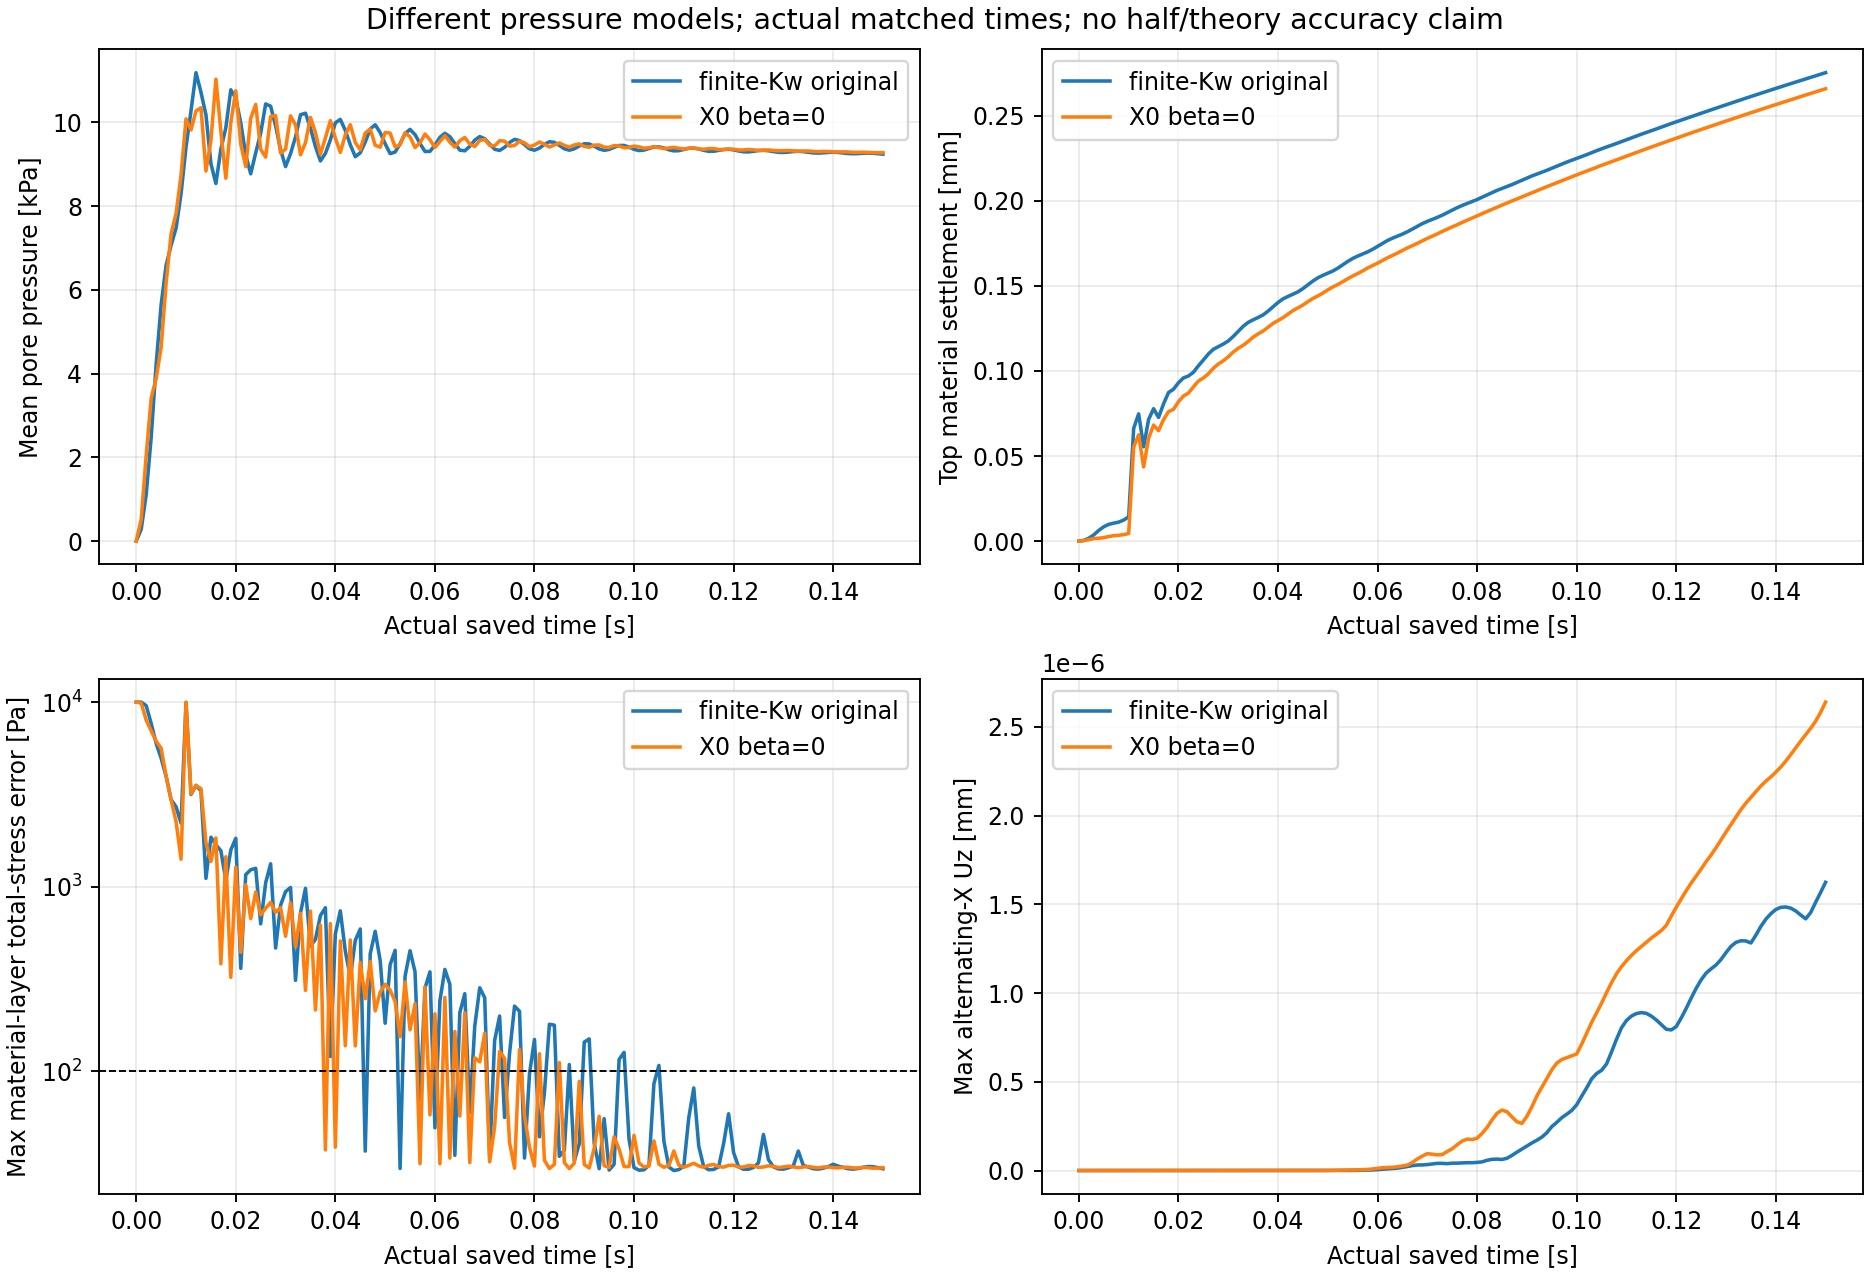 Different pressure models; actual matched times; no half/theory accuracy claim
Mean pore pressure [kPa]
10
8
6
4
2
0
finite-Kw original
X0 beta=0
0.00 0.02 0.04 0.06 0.08 0.10 0.12 0.14
Actual saved time [s]
Top material settlement [mm]
0.25
0.20
0.15
0.10
0.05
0.00
finite-Kw original
X0 beta=0
0.00 0.02 0.04 0.06 0.08 0.10 0.12 0.14
Actual saved time [s]
Max material-layer total-stress error [Pa]
10⁴
10³
10²
finite-Kw original
X0 beta=0
0.00 0.02 0.04 0.06 0.08 0.10 0.12 0.14
Actual saved time [s]
1e−6
Max alternating-X Uz [mm]
2.5
2.0
1.5
1.0
0.5
0.0
finite-Kw original
X0 beta=0
0.00 0.02 0.04 0.06 0.08 0.10 0.12 0.14
Actual saved time [s]